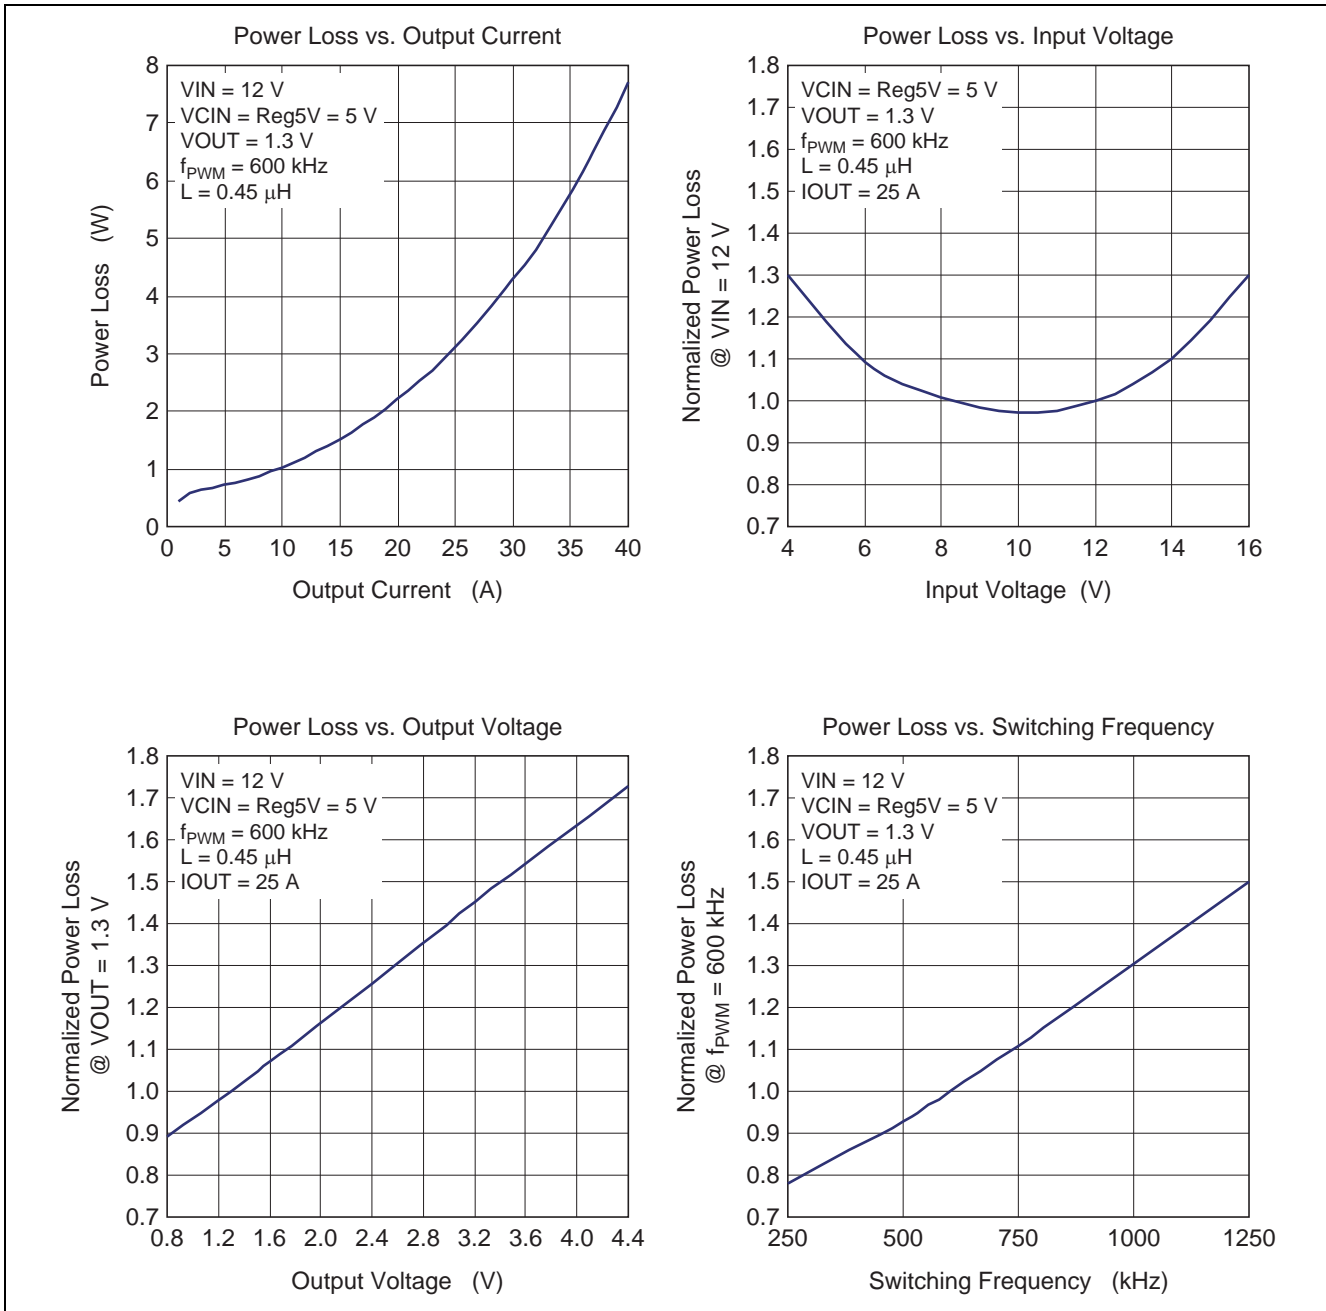 Power Loss vs. Output Current
8
7
6
5
4
3
2
1
0
VIN = 12 V
VCIN = Reg5V = 5 V
VOUT = 1.3 V
fPWM = 600 kHz
L = 0.45 μH
Power Loss (W)
0 5 10 15 20 25 30 35 40
Output Current (A)
Power Loss vs. Input Voltage
1.8
1.7
1.6
1.5
1.4
1.3
1.2
1.1
1.0
0.9
0.8
0.7
VCIN = Reg5V = 5 V
VOUT = 1.3 V
fPWM = 600 kHz
L = 0.45 μH
IOUT = 25 A
Normalized Power Loss
@ VIN = 12 V
4 6 8 10 12 14 16
Input Voltage (V)
Power Loss vs. Output Voltage
1.8
1.7
1.6
1.5
1.4
1.3
1.2
1.1
1.0
0.9
0.8
0.7
VIN = 12 V
VCIN = Reg5V = 5 V
fPWM = 600 kHz
L = 0.45 μH
IOUT = 25 A
Normalized Power Loss
@ VOUT = 1.3 V
0.8 1.2 1.6 2.0 2.4 2.8 3.2 3.6 4.0 4.4
Output Voltage (V)
Power Loss vs. Switching Frequency
1.8
1.7
1.6
1.5
1.4
1.3
1.2
1.1
1.0
0.9
0.8
0.7
VIN = 12 V
VCIN = Reg5V = 5 V
VOUT = 1.3 V
L = 0.45 μH
IOUT = 25 A
Normalized Power Loss
@ fPWM = 600 kHz
250 500 750 1000 1250
Switching Frequency (kHz)